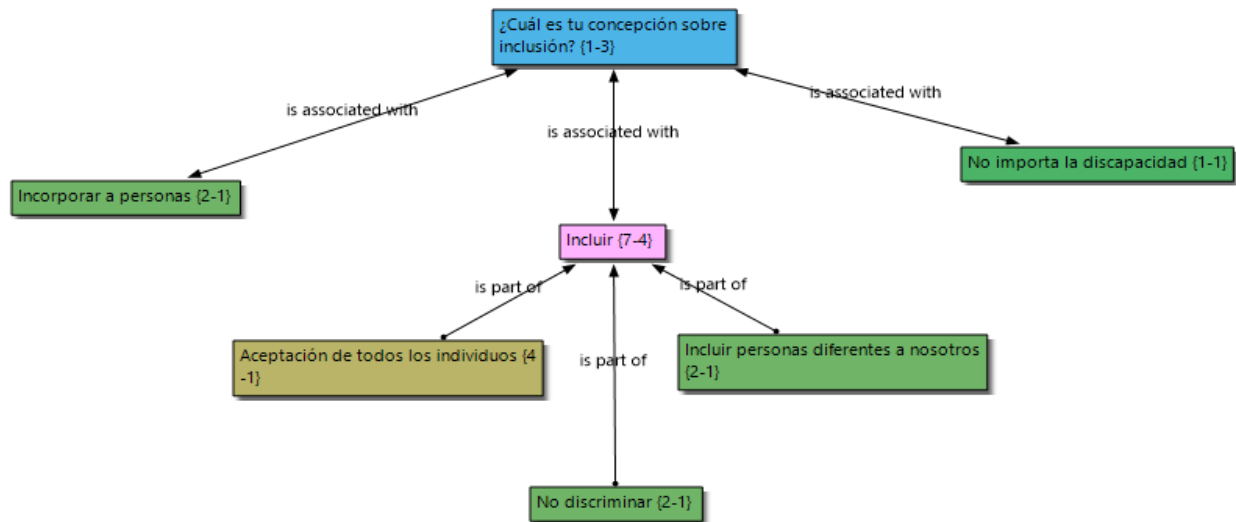 ¿Cuál es tu concepción sobre
inclusión? {1-3}
is associated with
is associated with
is associated with
No importa la discapacidad {1-1}
Incorporar a personas {2-1}
Incluir {7-4}
is part of
is part of
Aceptación de todos los individuos {4
-1}
is part of
Incluir personas diferentes a nosotros
{2-1}
No discriminar {2-1}